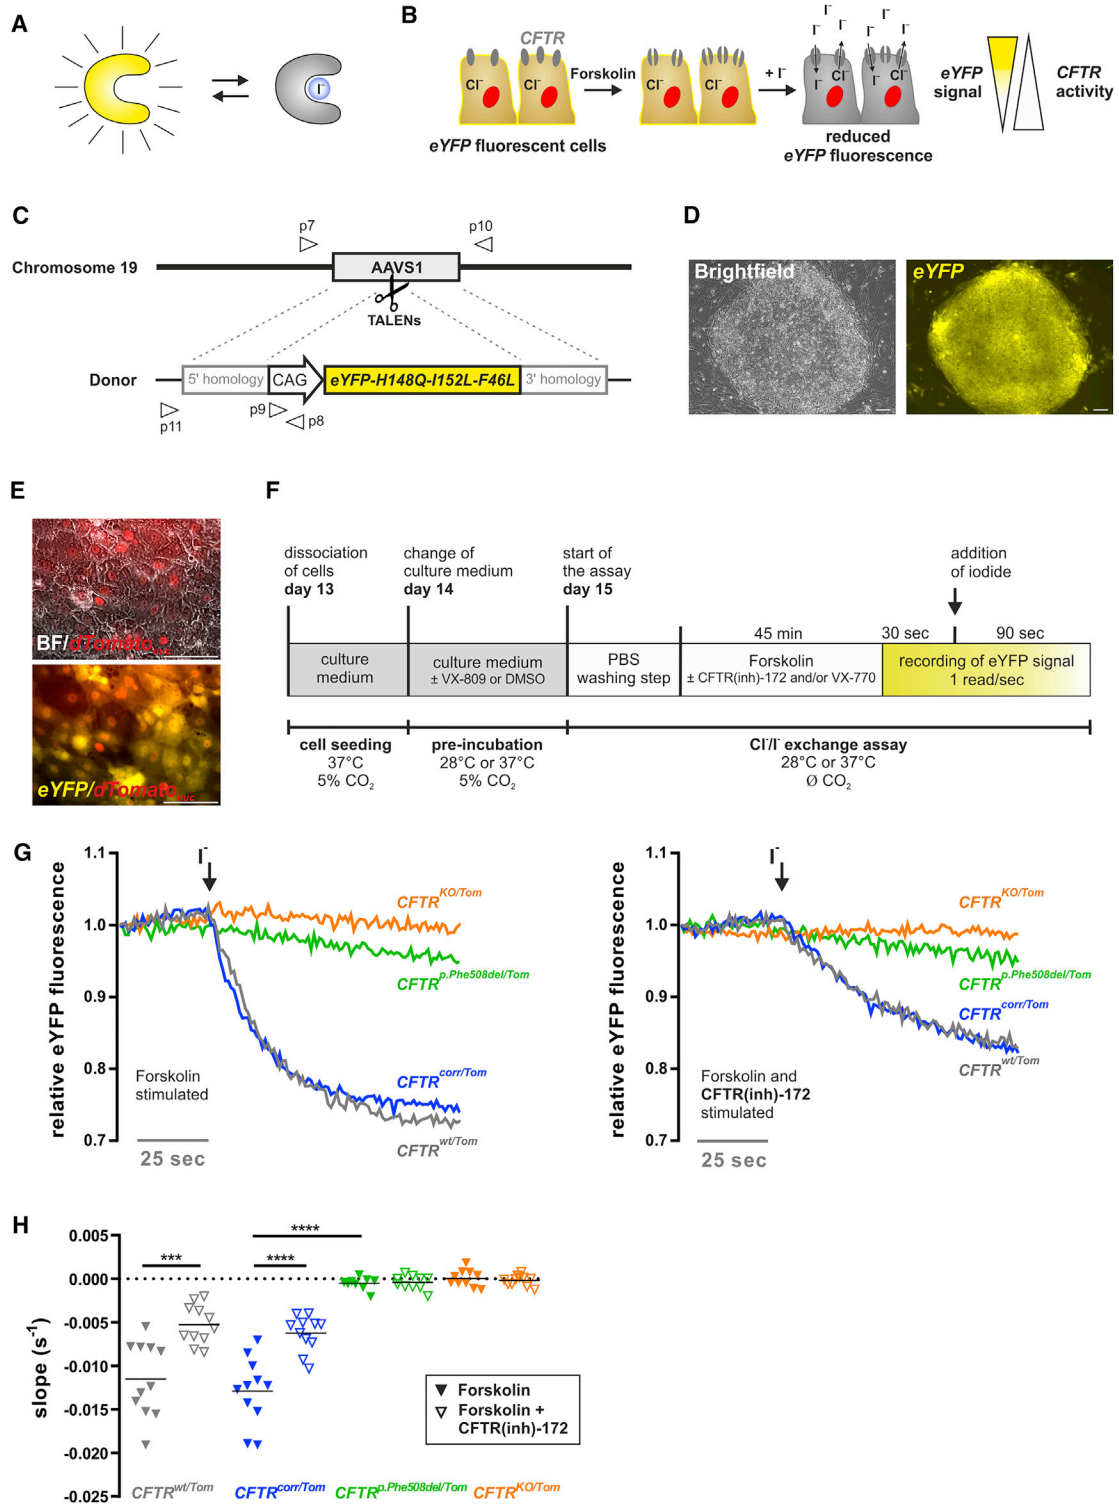 A
I⁻
B
CFTR
Cl⁻ Cl⁻
eYFP fluorescent cells
Forskolin
Cl⁻ Cl⁻
+ I⁻
I⁻ I⁻
I⁻ I⁻ I⁻ I⁻
I⁻ Cl⁻ I⁻ Cl⁻
reduced
eYFP fluorescence
eYFP
signal
CFTR
activity
C
p7
p10
Chromosome 19
AAVS1
TALENs
Donor
5' homology
CAG
eYFP-H148Q-I152L-F46L
3' homology
p11
p9
p8
D
Brightfield
eYFP
E
BF/dTomato
eYFP/dTomatonuc
F
dissociation
of cells
day 13
change of
culture medium
day 14
start of
the assay
day 15
addition
of iodide
45 min
30 sec
90 sec
culture
medium
culture medium
± VX-809 or DMSO
PBS
washing step
Forskolin
± CFTR(inh)-172 and/or VX-770
recording of eYFP signal
1 read/sec
cell seeding
37°C
5% CO₂
pre-incubation
28°C or 37°C
5% CO₂
Cl⁻/I⁻ exchange assay
28°C or 37°C
Ø CO₂
G
relative eYFP fluorescence
1.1
1.0
0.9
0.8
0.7
I⁻
CFTR KO/Tom
CFTR p.Phe508del/Tom
CFTR corr/Tom
CFTR wt/Tom
Forskolin
stimulated
25 sec
relative eYFP fluorescence
1.1
1.0
0.9
0.8
0.7
I⁻
CFTR KO/Tom
CFTR p.Phe508del/Tom
CFTR corr/Tom
CFTR wt/Tom
Forskolin and
CFTR(inh)-172
stimulated
25 sec
H
slope (s⁻¹)
0.005
0.000
-0.005
-0.010
-0.015
-0.020
-0.025
***
****
****
Forskolin
Forskolin +
CFTR(inh)-172
CFTR wt/Tom
CFTR corr/Tom
CFTR p.Phe508del/Tom
CFTR KO/Tom